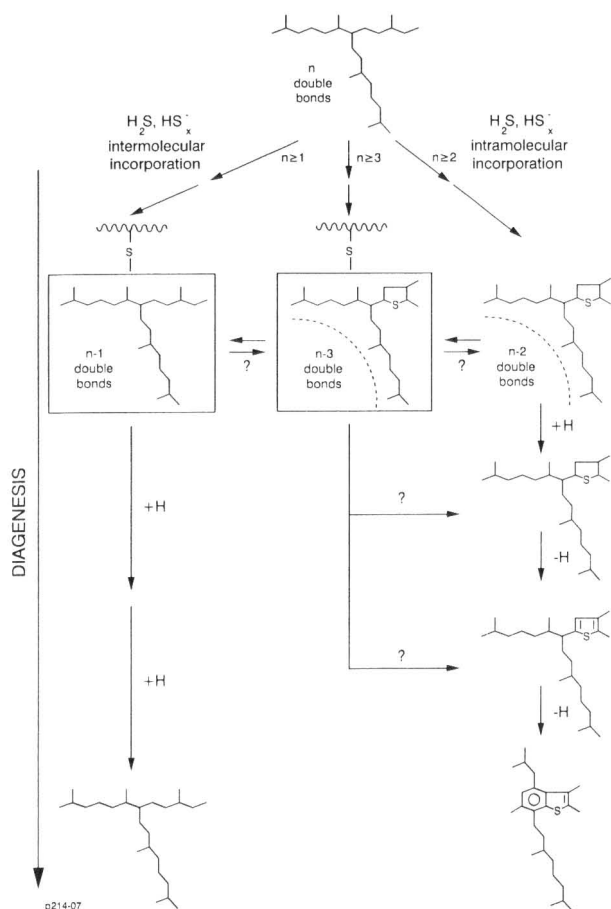 n
double
bonds
H2S, HSx-
intermolecular
incorporation
n≥1
n≥3
n≥2
H2S, HSx-
intramolecular
incorporation
S
S
S
S
n-1
double
bonds
?
n-3
double
bonds
?
n-2
double
bonds
+H
S
+H
?
-H
DIAGENESIS
S
?
+H
-H
S
p214-07